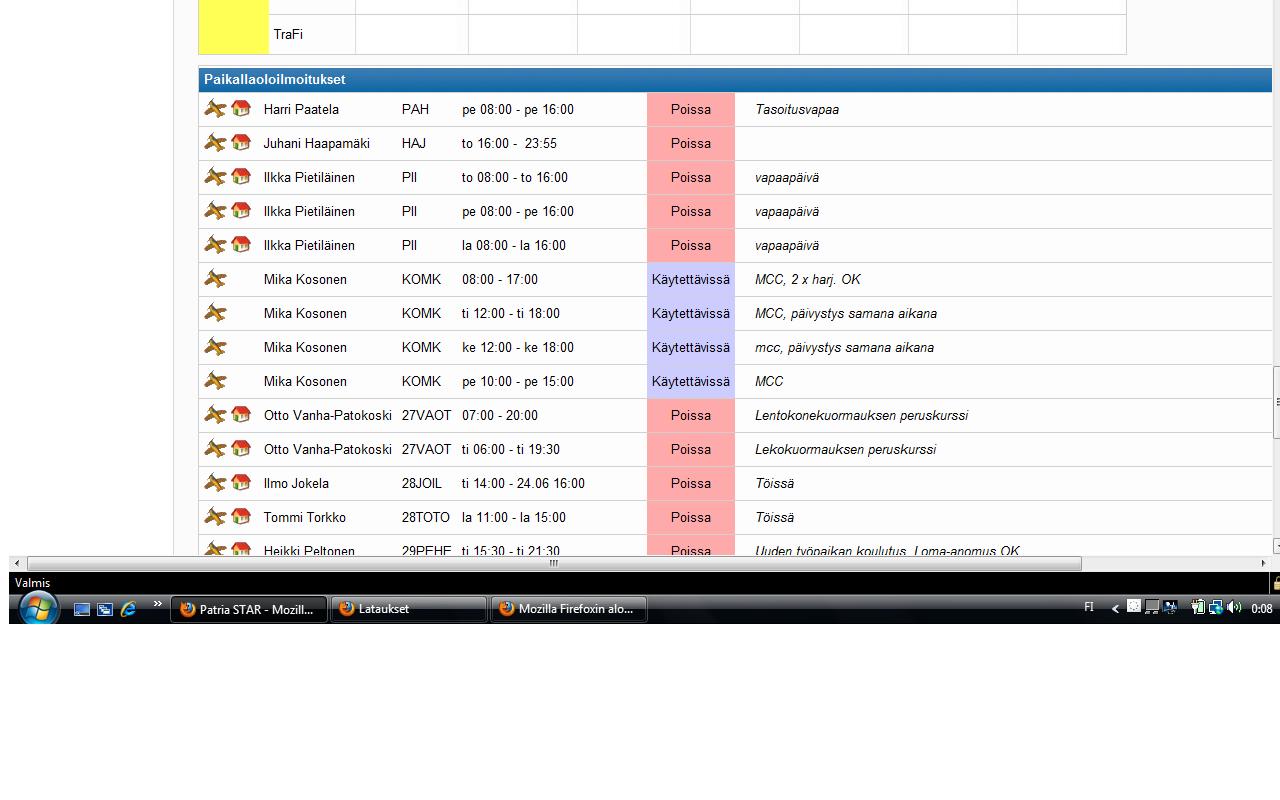 TraFi
Paikallaoloilmoitukset
Harri Paatela PAH pe 08:00 - pe 16:00 Poissa Tasoitusvapaa
Juhani Haapamäki HAJ to 16:00 - 23:55 Poissa
Ilkka Pietiläinen PII to 08:00 - to 16:00 Poissa vapaapäivä
Ilkka Pietiläinen PII pe 08:00 - pe 16:00 Poissa vapaapäivä
Ilkka Pietiläinen PII la 08:00 - la 16:00 Poissa vapaapäivä
Mika Kosonen KOMK 08:00 - 17:00 Käytettävissä MCC, 2 x harj. OK
Mika Kosonen KOMK ti 12:00 - ti 18:00 Käytettävissä MCC, päivystys samana aikana
Mika Kosonen KOMK ke 12:00 - ke 18:00 Käytettävissä mcc, päivystys samana aikana
Mika Kosonen KOMK pe 10:00 - pe 15:00 Käytettävissä MCC
Otto Vanha-Patokoski 27VAOT 07:00 - 20:00 Poissa Lentokonekuormauksen peruskurssi
Otto Vanha-Patokoski 27VAOT ti 06:00 - ti 19:30 Poissa Lekokuormauksen peruskurssi
Ilmo Jokela 28JOIL ti 14:00 - 24.06 16:00 Poissa Töissä
Tommi Torkko 28TOTO la 11:00 - la 15:00 Poissa Töissä
Heikki Peltonen 29PEHE ti 15:30 - ti 21:30 Poissa Uuden työpaikan koulutus. Loma-anomus OK
Valmis
» Patria STAR - Mozill... Lataukset Mozilla Firefoxin alo... FI < 0:08